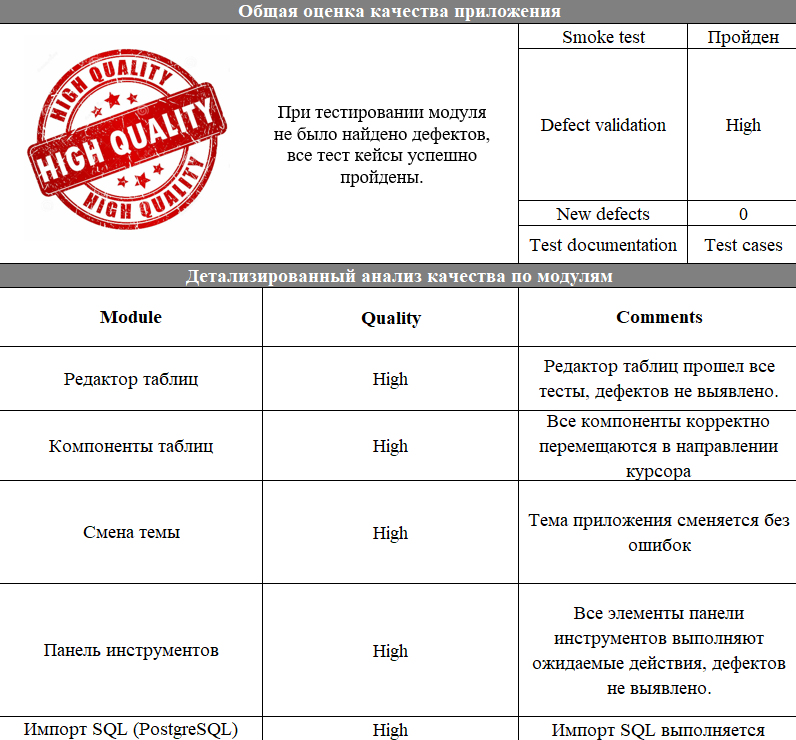 Общая оценка качества приложения
HIGH QUALITY
HIGH QUALITY
HIGH QUALITY
При тестировании модуля
не было найдено дефектов,
все тест кейсы успешно
пройдены.
Smoke test
Пройден
Defect validation
High
New defects
0
Test documentation
Test cases
Детализированный анализ качества по модулям
Module
Quality
Comments
Редактор таблиц
High
Редактор таблиц прошел все
тесты, дефектов не выявлено.
Компоненты таблиц
High
Все компоненты корректно
перемещаются в направлении
курсора
Смена темы
High
Тема приложения сменяется без
ошибок
Панель инструментов
High
Все элементы панели
инструментов выполняют
ожидаемые действия, дефектов
не выявлено.
Импорт SQL (PostgreSQL)
High
Импорт SQL выполняется